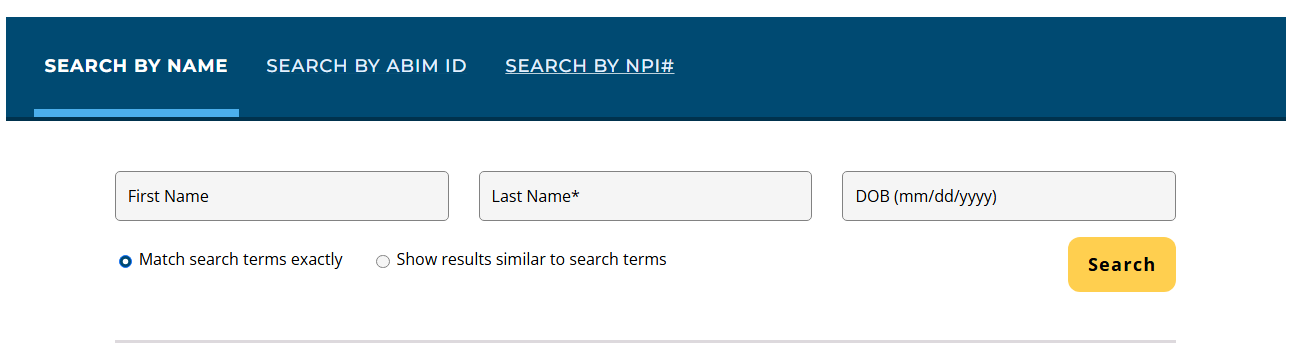 SEARCH BY NAME SEARCH BY ABIM ID SEARCH BY NPI#
First Name Last Name* DOB (mm/dd/yyyy)
Match search terms exactly Show results similar to search terms
Search